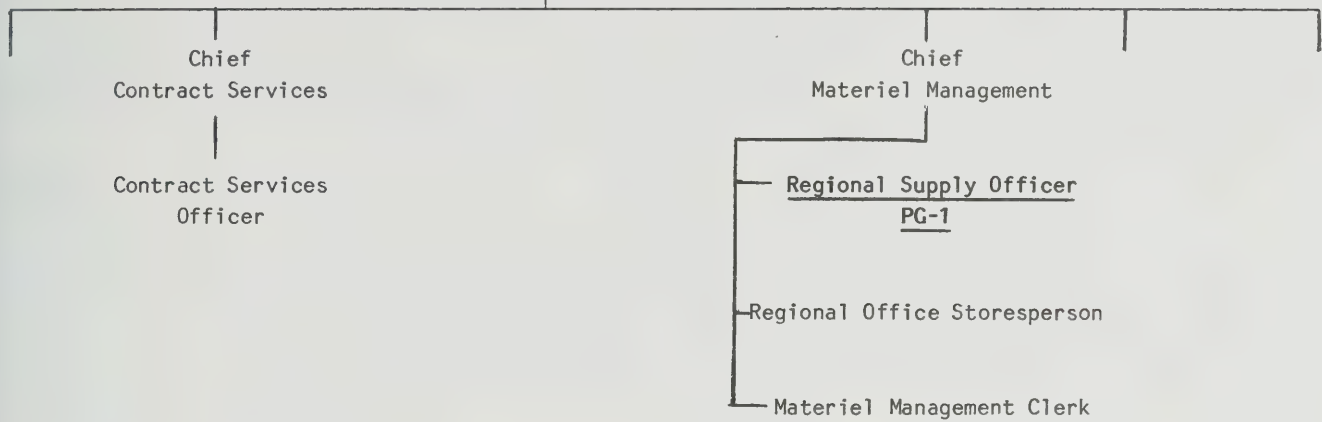 Chief
Contract Services
Contract Services
Officer
Chief
Materiel Management
Regional Supply Officer
PG-1
Regional Office Storesperson
Materiel Management Clerk